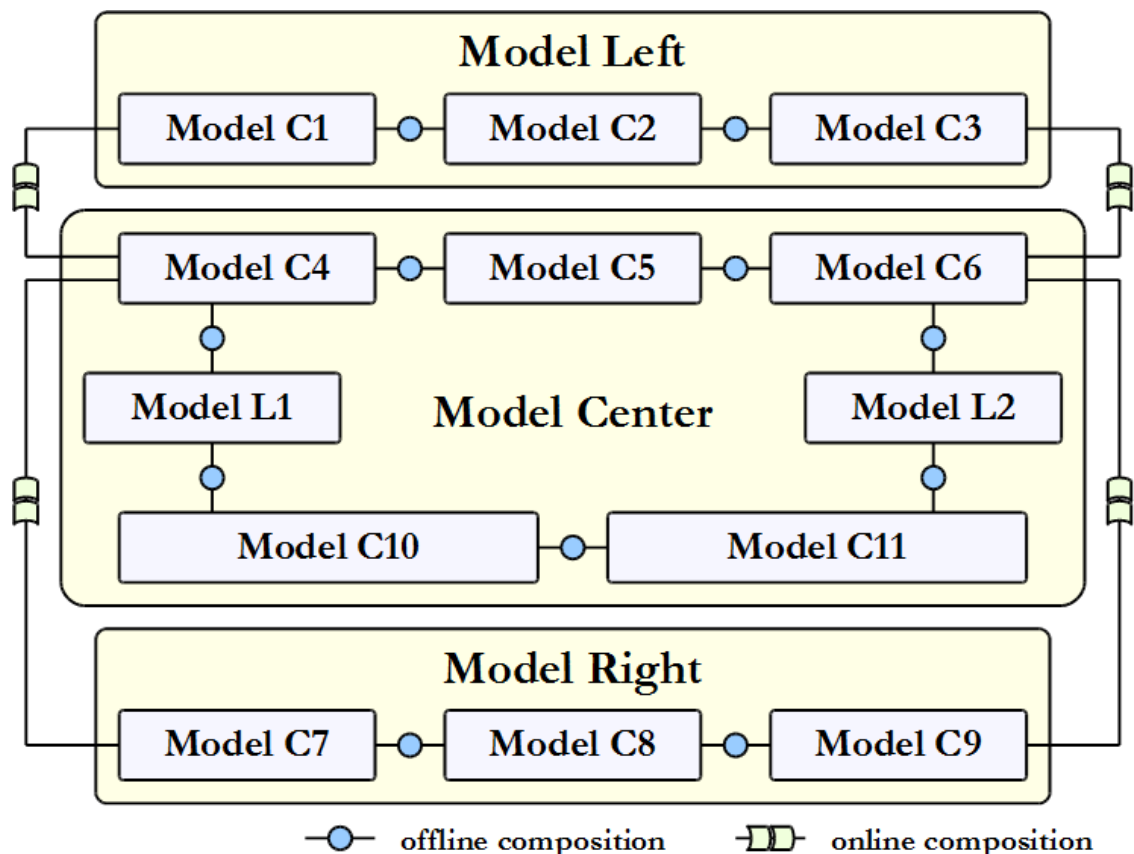 Model Left
Model C1 Model C2 Model C3
Model C4 Model C5 Model C6
Model L1 Model Center Model L2
Model C10 Model C11
Model Right
Model C7 Model C8 Model C9
offline composition online composition